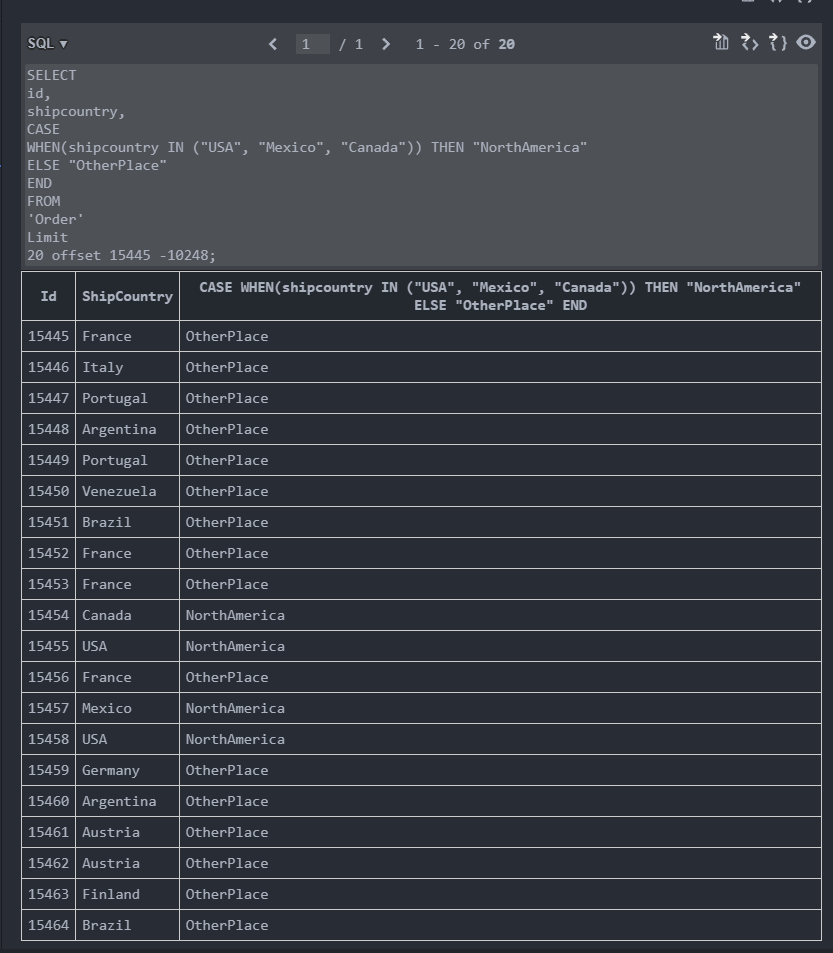 SQL ▼ 1 / 1 1 - 20 of 20
SELECT
id,
shipcountry,
CASE
WHEN(shipcountry IN ("USA", "Mexico", "Canada")) THEN "NorthAmerica"
ELSE "OtherPlace"
END
FROM
'Order'
Limit
20 offset 15445 -10248;
Id ShipCountry CASE WHEN(shipcountry IN ("USA", "Mexico", "Canada")) THEN "NorthAmerica"
ELSE "OtherPlace" END
15445 France OtherPlace
15446 Italy OtherPlace
15447 Portugal OtherPlace
15448 Argentina OtherPlace
15449 Portugal OtherPlace
15450 Venezuela OtherPlace
15451 Brazil OtherPlace
15452 France OtherPlace
15453 France OtherPlace
15454 Canada NorthAmerica
15455 USA NorthAmerica
15456 France OtherPlace
15457 Mexico NorthAmerica
15458 USA NorthAmerica
15459 Germany OtherPlace
15460 Argentina OtherPlace
15461 Austria OtherPlace
15462 Austria OtherPlace
15463 Finland OtherPlace
15464 Brazil OtherPlace